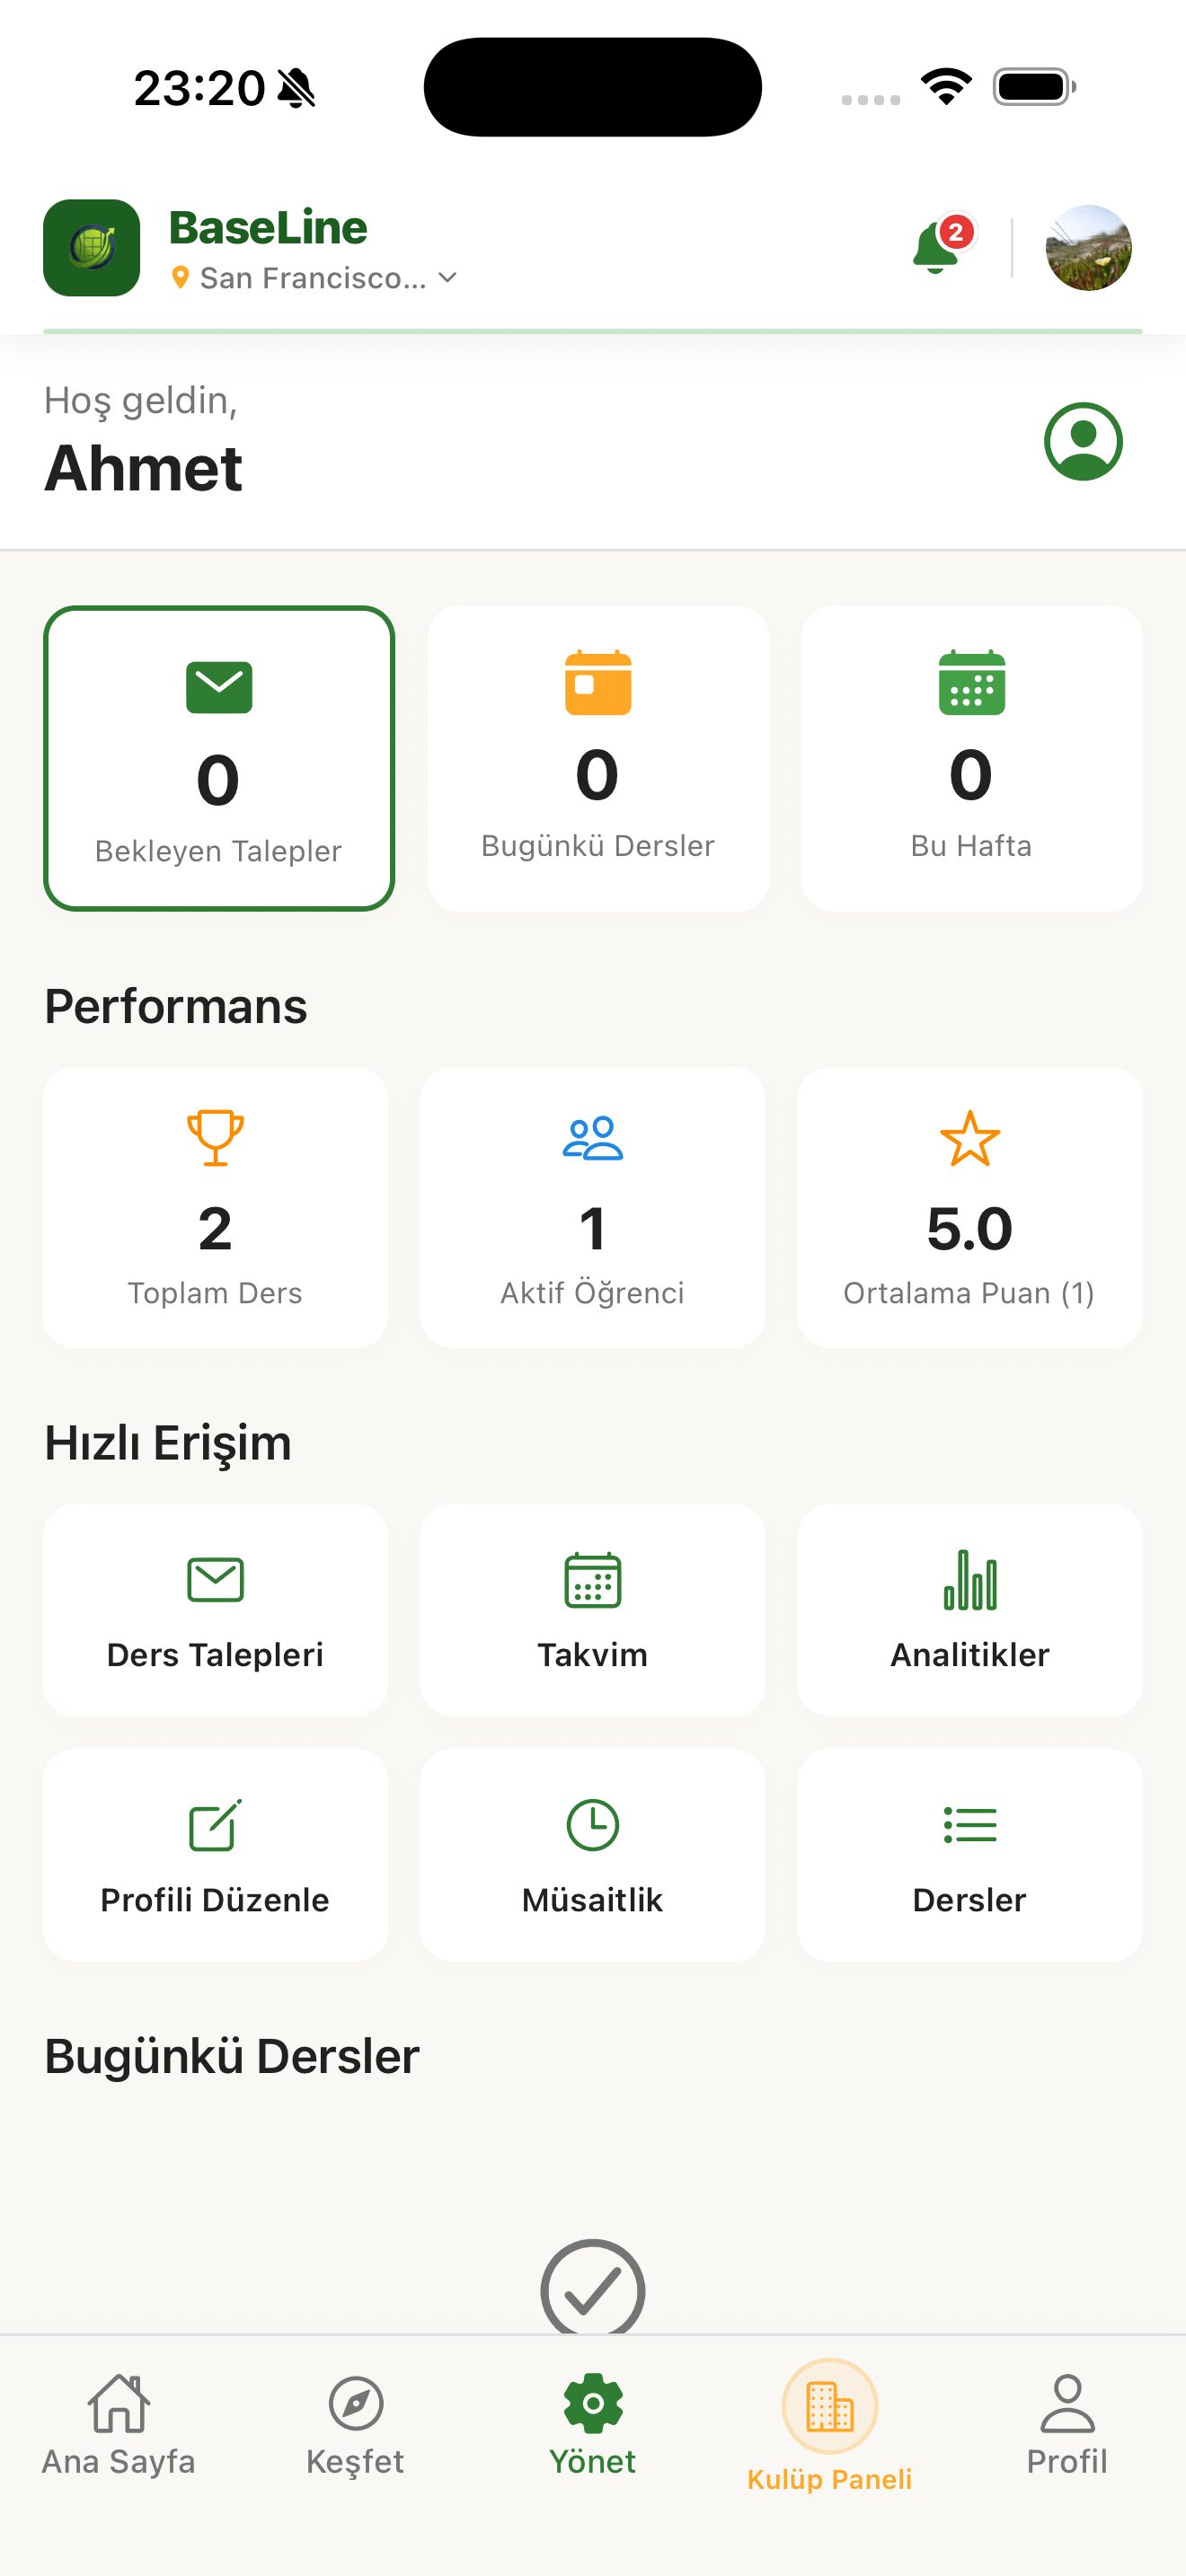 23:20
BaseLine
San Francisco...
2
Hoş geldin,
Ahmet
0
Bekleyen Talepler
0
Bugünkü Dersler
0
Bu Hafta
Performans
2
Toplam Ders
1
Aktif Öğrenci
5.0
Ortalama Puan (1)
Hızlı Erişim
Ders Talepleri
Takvim
Analitikler
Profili Düzenle
Müsaitlik
Dersler
Bugünkü Dersler
Ana Sayfa
Keşfet
Yönet
Kulüp Paneli
Profil